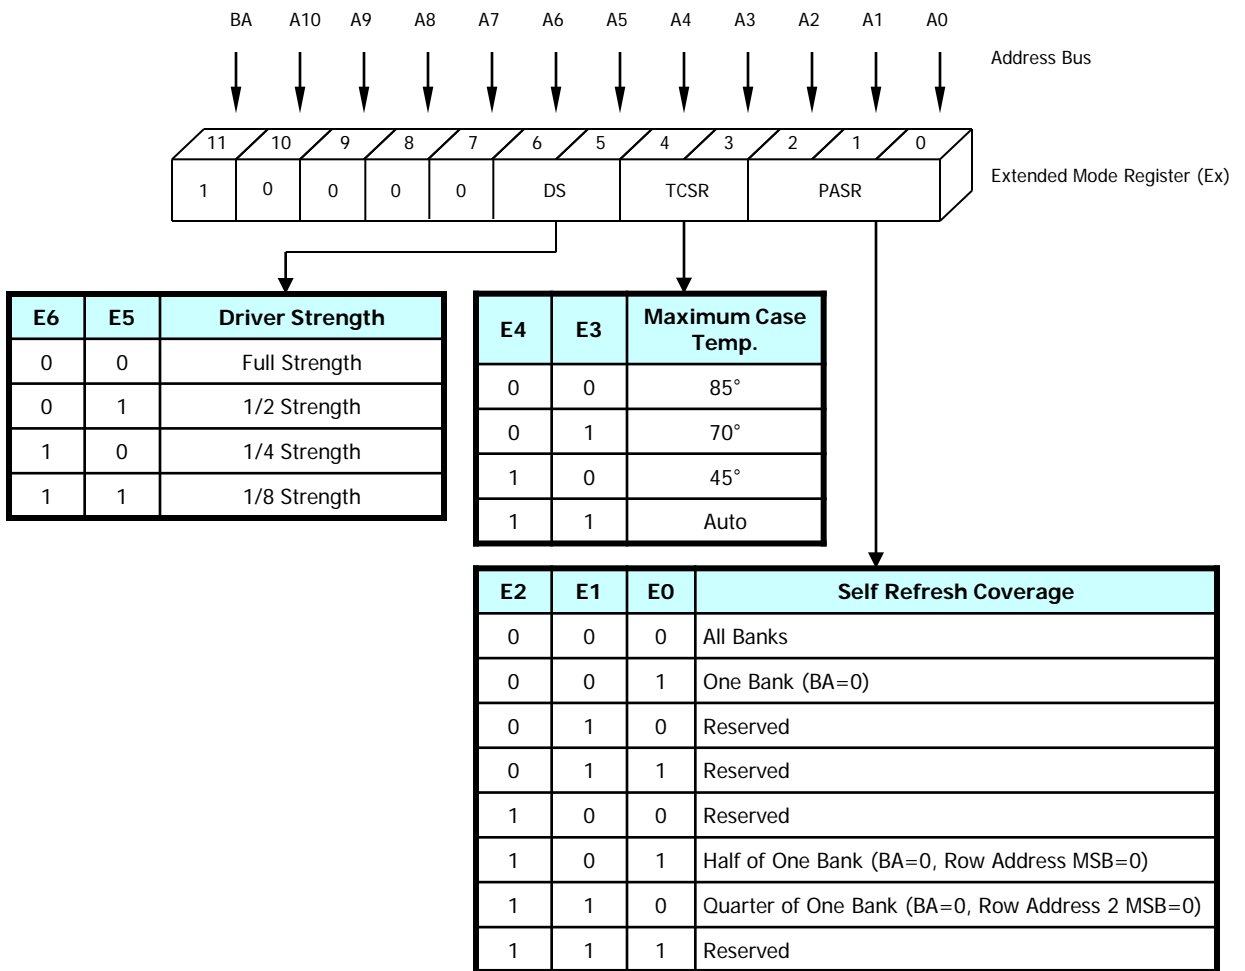 BA A10 A9 A8 A7 A6 A5 A4 A3 A2 A1 A0
Address Bus
11 10 9 8 7 6 5 4 3 2 1 0
1 0 0 0 0 DS TCSR PASR
Extended Mode Register (Ex)
E6 E5 Driver Strength
0 0 Full Strength
0 1 1/2 Strength
1 0 1/4 Strength
1 1 1/8 Strength
E4 E3 Maximum Case
Temp.
0 0 85°
0 1 70°
1 0 45°
1 1 Auto
E2 E1 E0 Self Refresh Coverage
0 0 0 All Banks
0 0 1 One Bank (BA=0)
0 1 0 Reserved
0 1 1 Reserved
1 0 0 Reserved
1 0 1 Half of One Bank (BA=0, Row Address MSB=0)
1 1 0 Quarter of One Bank (BA=0, Row Address 2 MSB=0)
1 1 1 Reserved